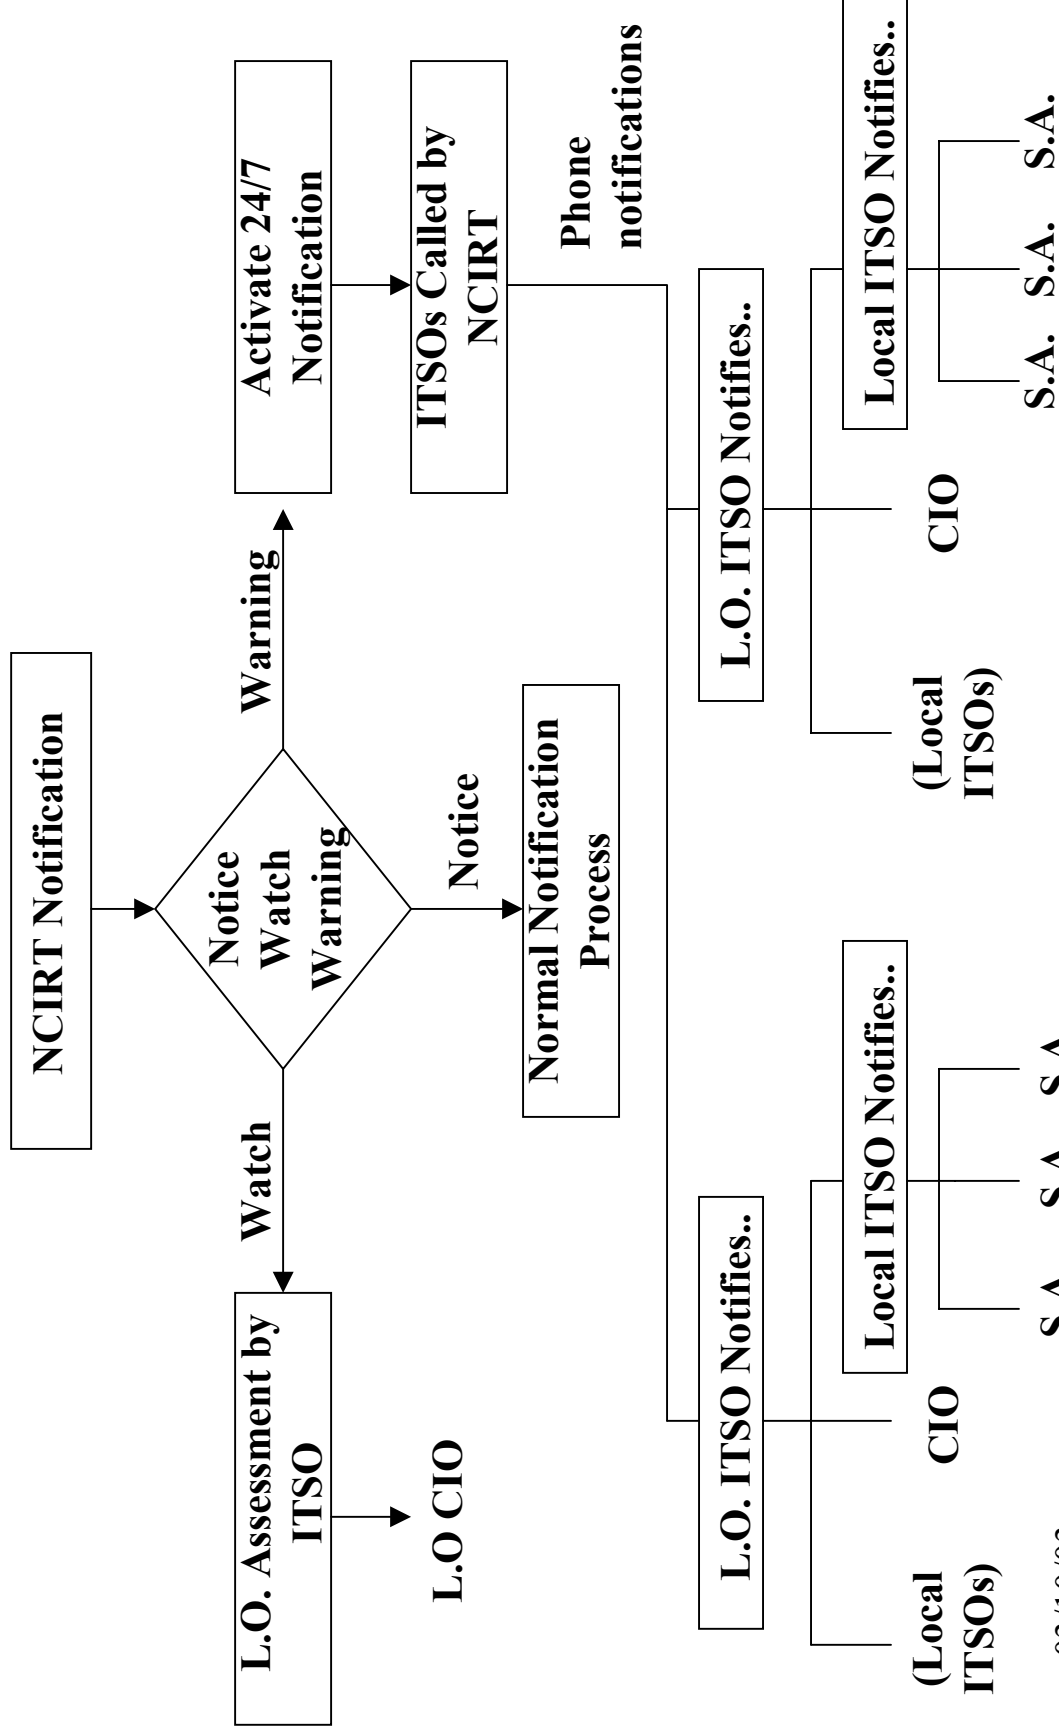 NCIRT Notification
L.O. Assessment by
ITSO
Watch
Notice
Watch
Warning
Warning
Activate 24/7
Notification
L.O CIO
Notice
ITSOs Called by
NCIRT
Normal Notification
Process
Phone
notifications
L.O. ITSO Notifies..
L.O. ITSO Notifies..
(Local
ITSOs)
CIO
Local ITSO Notifies..
(Local
ITSOs)
CIO
Local ITSO Notifies..
S.A.
S.A.
S.A.
S.A.
S.A.
S.A.